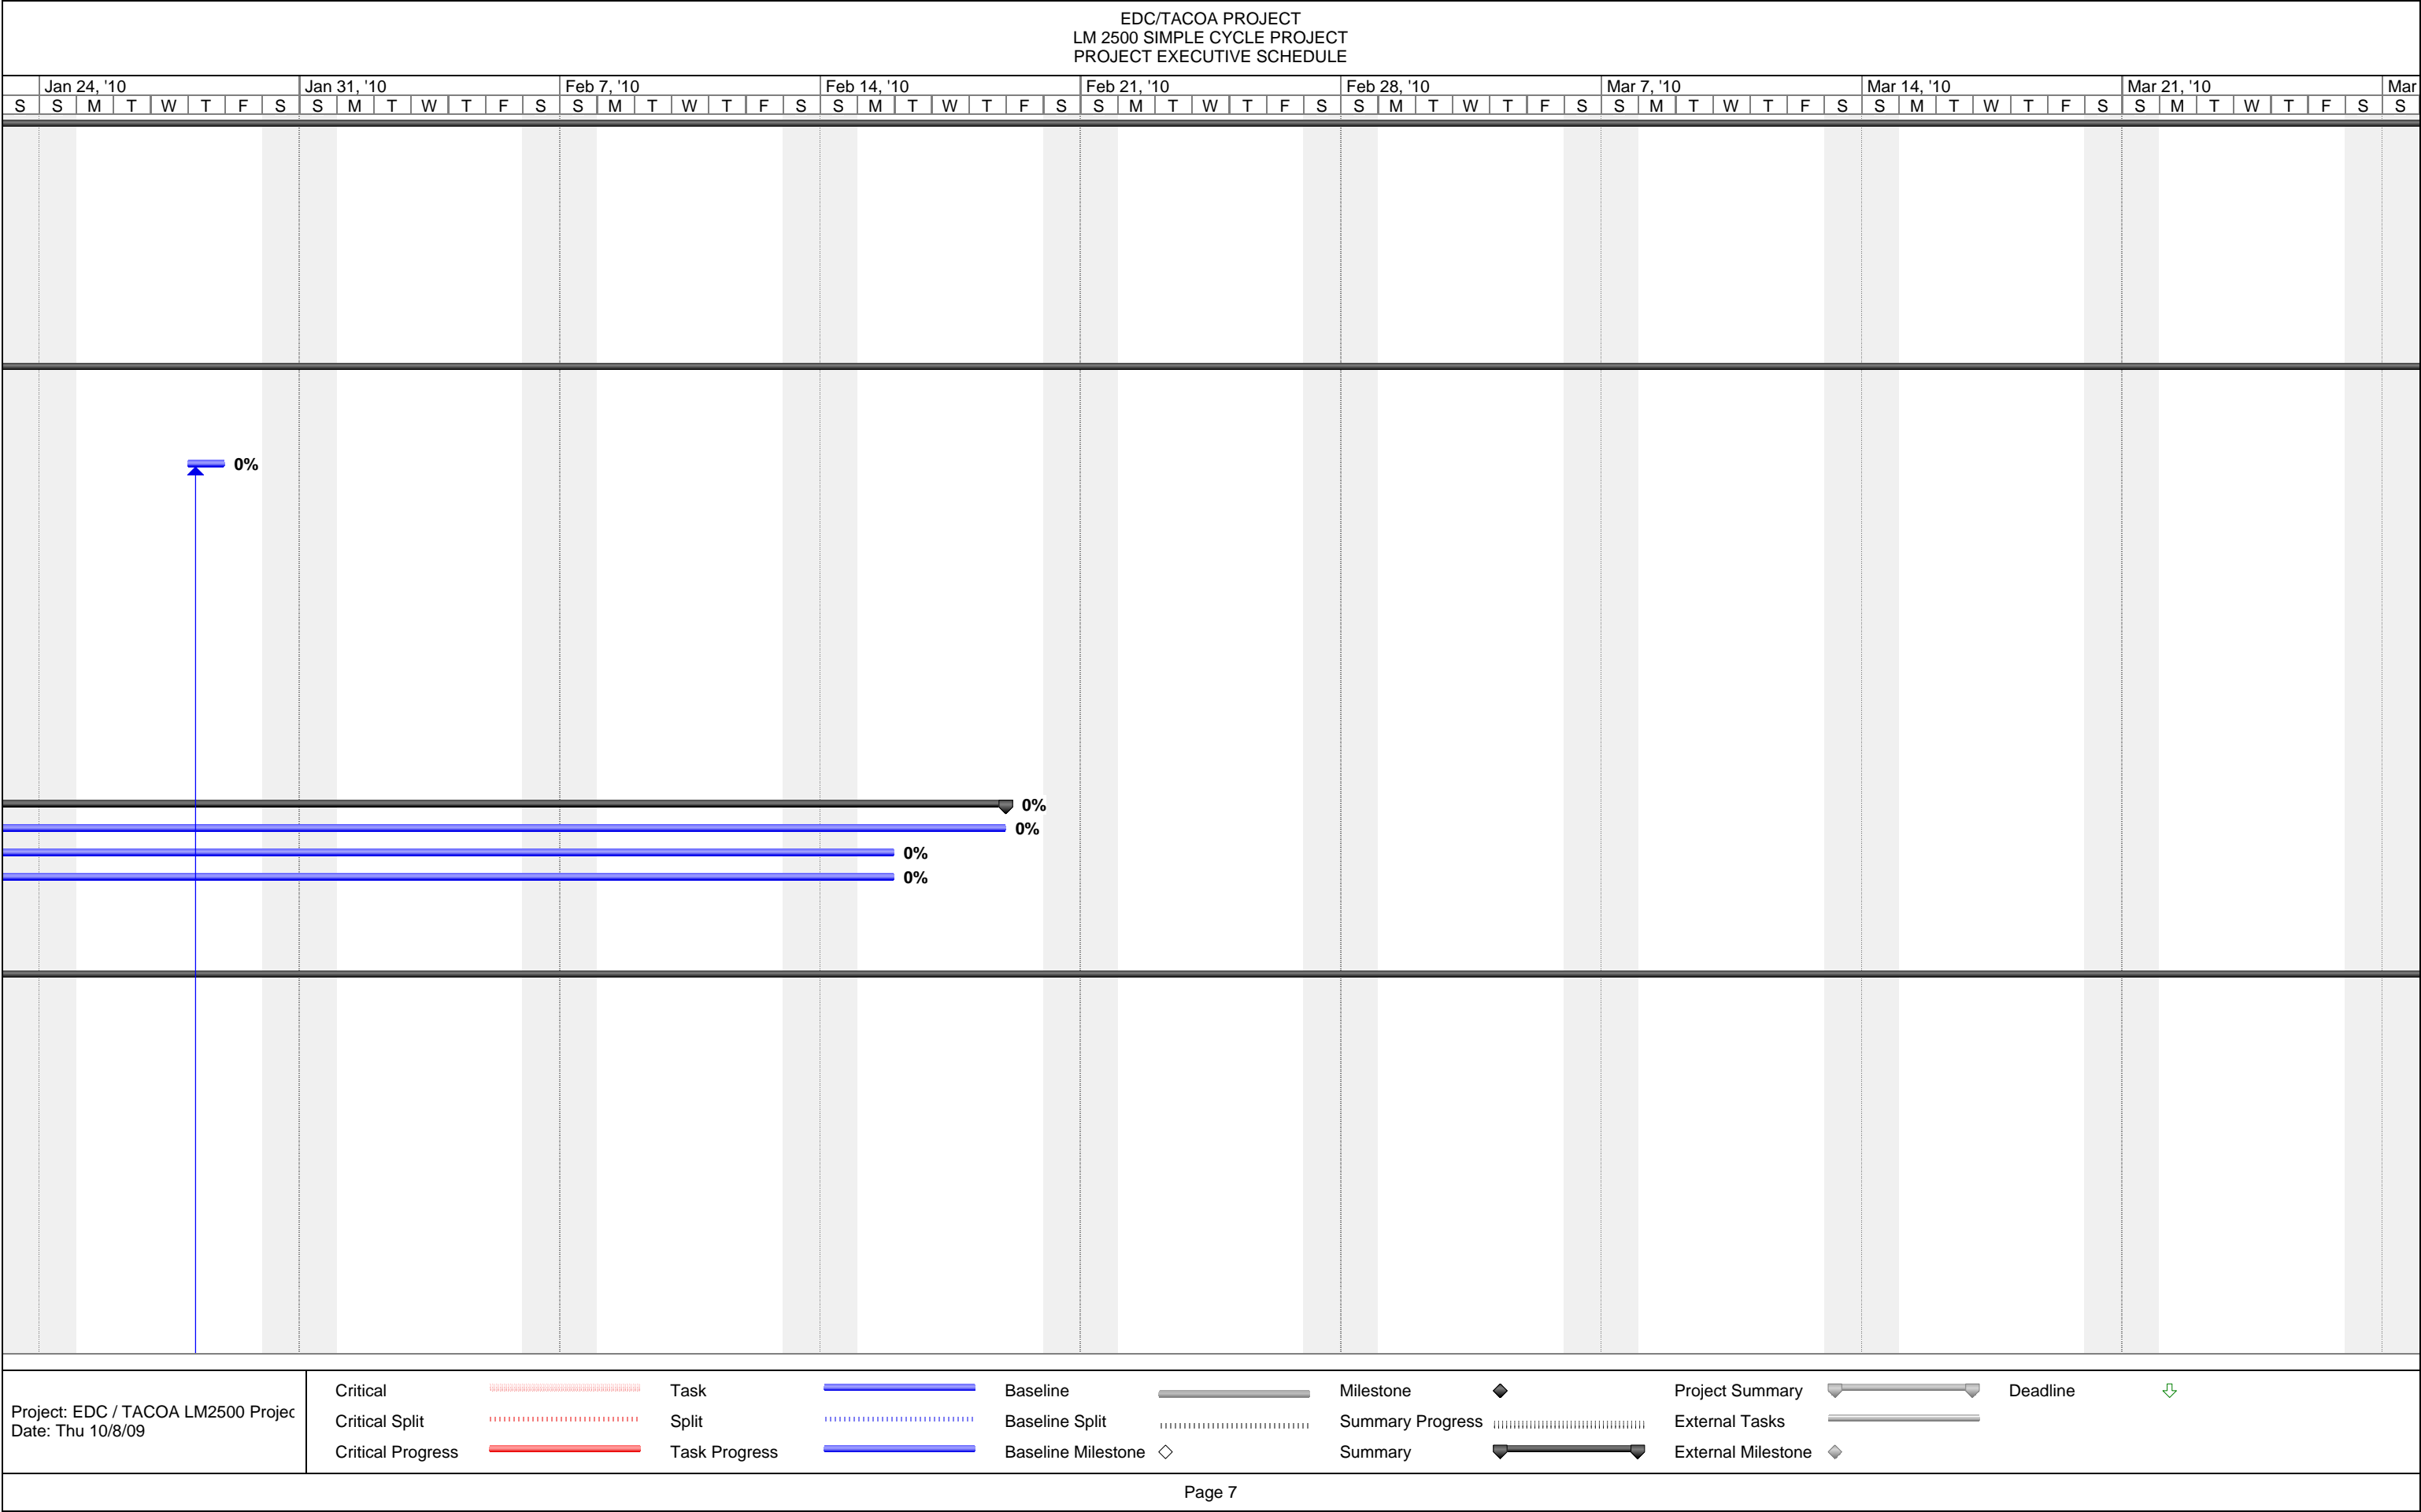 EDC/TACOA PROJECT
LM 2500 SIMPLE CYCLE PROJECT
PROJECT EXECUTIVE SCHEDULE
Jan 24, '10 Jan 31, '10 Feb 7, '10 Feb 14, '10 Feb 21, '10 Feb 28, '10 Mar 7, '10 Mar 14, '10 Mar 21, '10 Mar
S S M T W T F S S M T W T F S S M T W T F S S M T W T F S S M T W T F S S M T W T F S S M T W T F S S M T W T F S S M T W T F S S
0%
0%
0%
0%
0%
Critical Task Baseline Milestone Project Summary Deadline
Project: EDC / TACOA LM2500 Projec Critical Split Split Baseline Split Summary Progress External Tasks
Date: Thu 10/8/09
Critical Progress Task Progress Baseline Milestone Summary External Milestone
Page 7